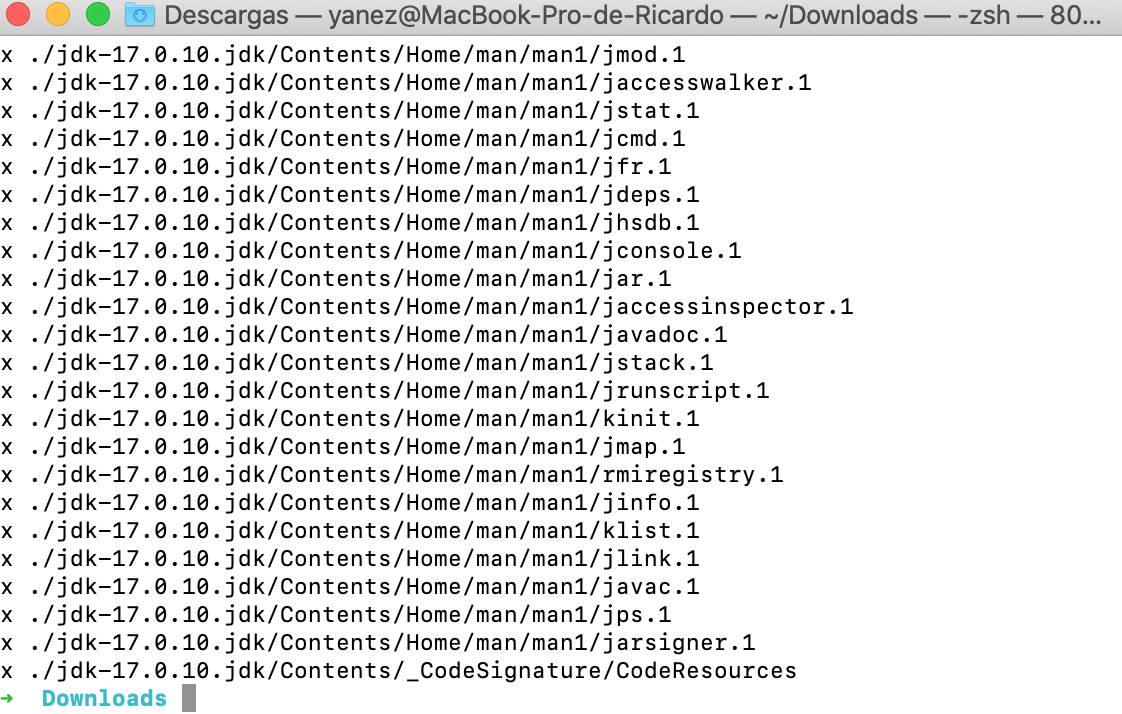 Descargas — yanez@MacBook-Pro-de-Ricardo — ~/Downloads — -zsh — 80...
x ./jdk-17.0.10.jdk/Contents/Home/man/man1/jmod.1
x ./jdk-17.0.10.jdk/Contents/Home/man/man1/jaccesswalker.1
x ./jdk-17.0.10.jdk/Contents/Home/man/man1/jstat.1
x ./jdk-17.0.10.jdk/Contents/Home/man/man1/jcmd.1
x ./jdk-17.0.10.jdk/Contents/Home/man/man1/jfr.1
x ./jdk-17.0.10.jdk/Contents/Home/man/man1/jdeps.1
x ./jdk-17.0.10.jdk/Contents/Home/man/man1/jhsdb.1
x ./jdk-17.0.10.jdk/Contents/Home/man/man1/jconsole.1
x ./jdk-17.0.10.jdk/Contents/Home/man/man1/jar.1
x ./jdk-17.0.10.jdk/Contents/Home/man/man1/jaccessinspector.1
x ./jdk-17.0.10.jdk/Contents/Home/man/man1/javadoc.1
x ./jdk-17.0.10.jdk/Contents/Home/man/man1/jstack.1
x ./jdk-17.0.10.jdk/Contents/Home/man/man1/jrunscript.1
x ./jdk-17.0.10.jdk/Contents/Home/man/man1/kinit.1
x ./jdk-17.0.10.jdk/Contents/Home/man/man1/jmap.1
x ./jdk-17.0.10.jdk/Contents/Home/man/man1/rmiregistry.1
x ./jdk-17.0.10.jdk/Contents/Home/man/man1/jinfo.1
x ./jdk-17.0.10.jdk/Contents/Home/man/man1/klist.1
x ./jdk-17.0.10.jdk/Contents/Home/man/man1/jlink.1
x ./jdk-17.0.10.jdk/Contents/Home/man/man1/javac.1
x ./jdk-17.0.10.jdk/Contents/Home/man/man1/jps.1
x ./jdk-17.0.10.jdk/Contents/Home/man/man1/jarsigner.1
x ./jdk-17.0.10.jdk/Contents/_CodeSignature/CodeResources
➜ Downloads